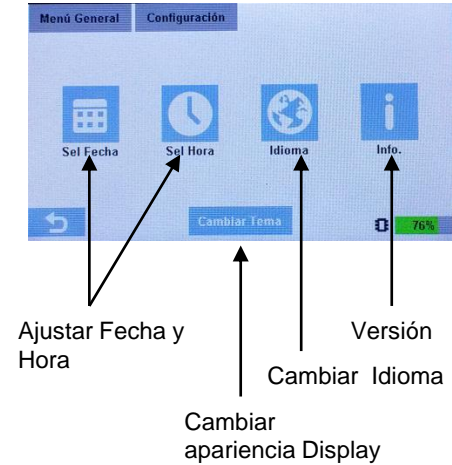 Menú General Configuración
Sel Fecha Sel Hora Idioma Info.
Cambiar Tema 76%
Ajustar Fecha y
Hora
Versión
Cambiar Idioma
Cambiar
apariencia Display